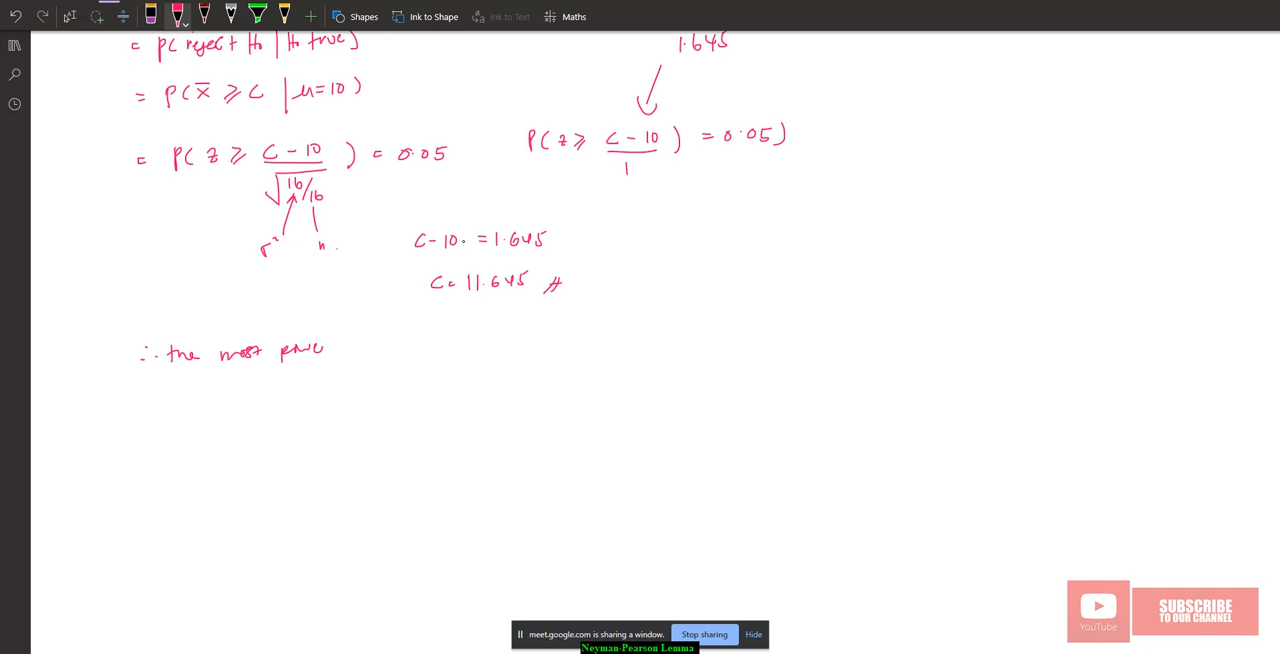 Shapes Ink to Shape Ink to Text Maths
= P( reject H₀ | H₀ true)
1.645
= P( x̄ ⩾ C | μ=10 )
P( z ⩾ (C - 10)/1 ) = 0.05)
= P( z ⩾ (C - 10)/√(16/16) ) = 0.05
σ² n.
C - 10 = 1.645
C = 11.645 //
∴ the most
YouTube
SUBSCRIBE
TO OUR CHANNEL
meet.google.com is sharing a window. Stop sharing Hide
Neyman-Pearson Lemma